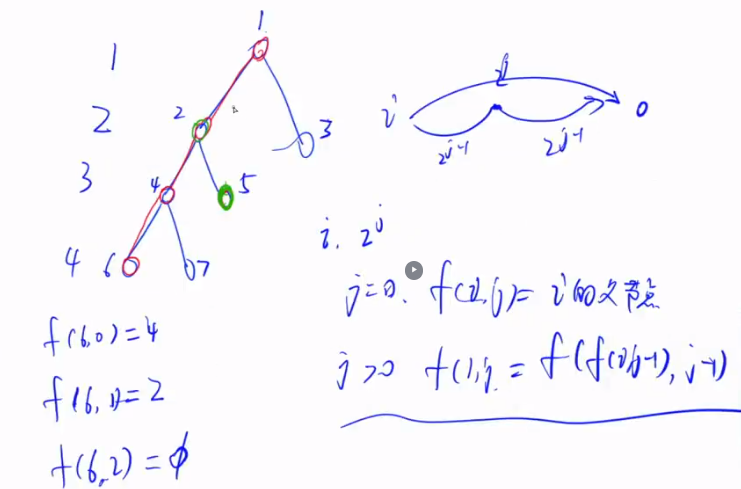 1
1
2
2
3
3
4
5
4
6
7
f(6,0)=4
f(6,1)=2
f(6,2)=φ
i
2^j
0
2^j-1
2^j-1
i. 2^j
j=0. f(i,j)= i的父节点
j>0 f(i,j = f(f(i,j-1), j-1)